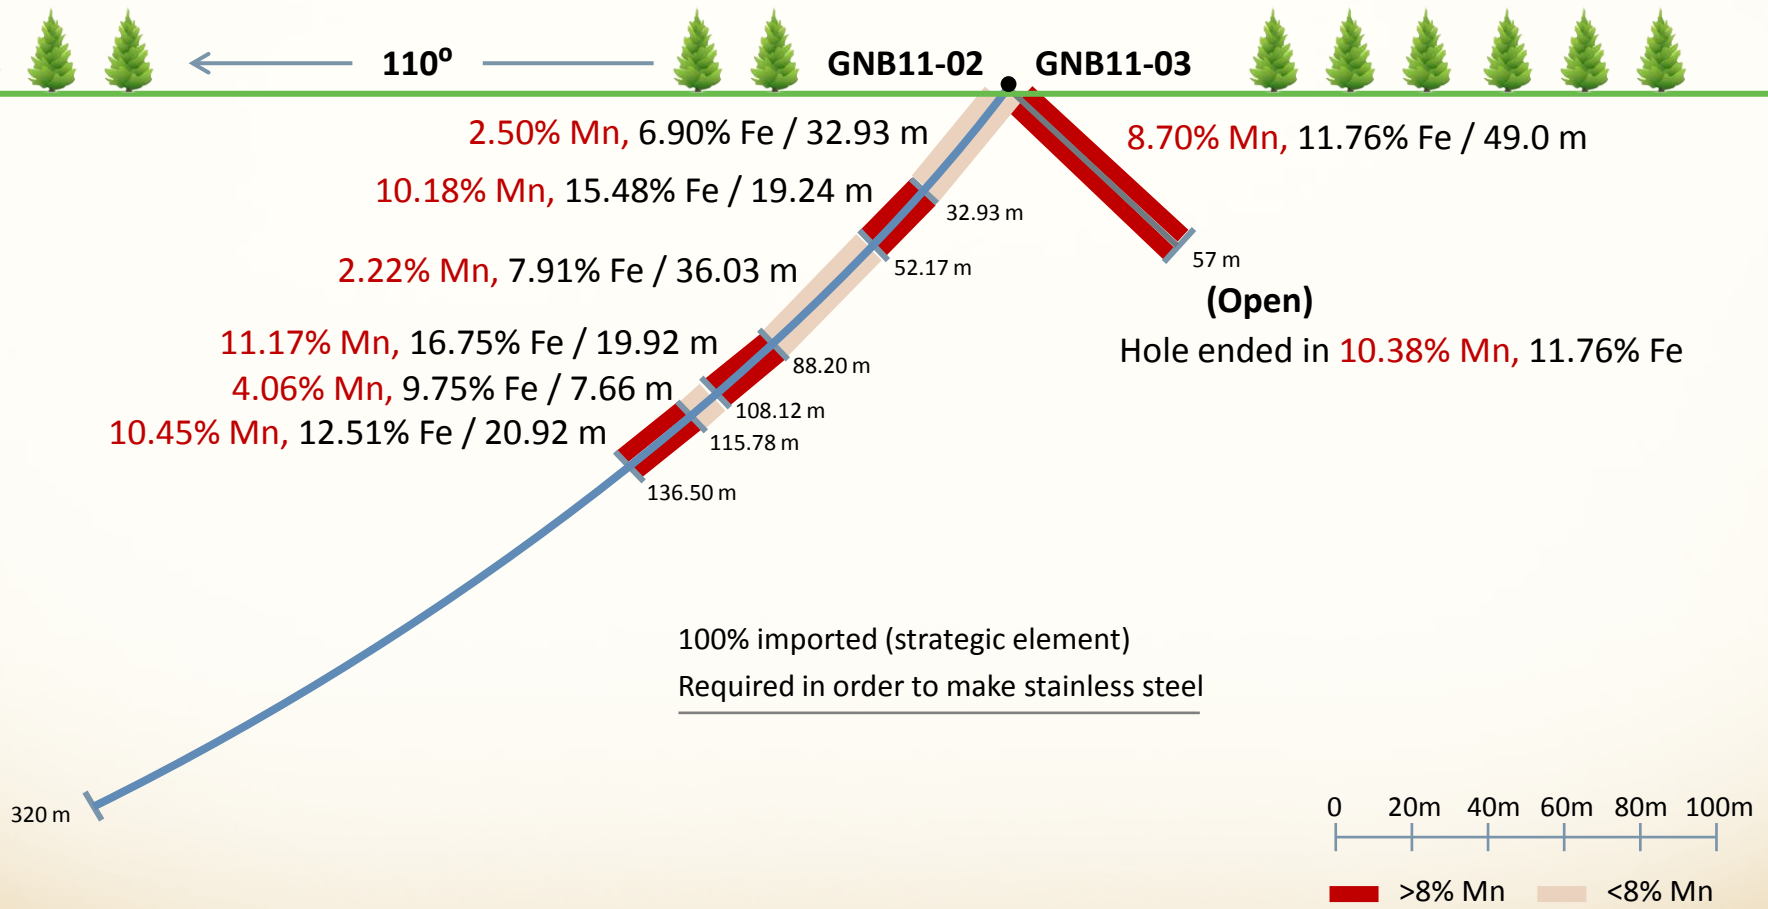 110⁰
GNB11-02
GNB11-03
2.50% Mn, 6.90% Fe / 32.93 m
8.70% Mn, 11.76% Fe / 49.0 m
10.18% Mn, 15.48% Fe / 19.24 m
32.93 m
2.22% Mn, 7.91% Fe / 36.03 m
52.17 m
57 m
(Open)
11.17% Mn, 16.75% Fe / 19.92 m
Hole ended in 10.38% Mn, 11.76% Fe
88.20 m
4.06% Mn, 9.75% Fe / 7.66 m
108.12 m
10.45% Mn, 12.51% Fe / 20.92 m
115.78 m
136.50 m
100% imported (strategic element)
Required in order to make stainless steel
320 m
0 20m 40m 60m 80m 100m
>8% Mn <8% Mn